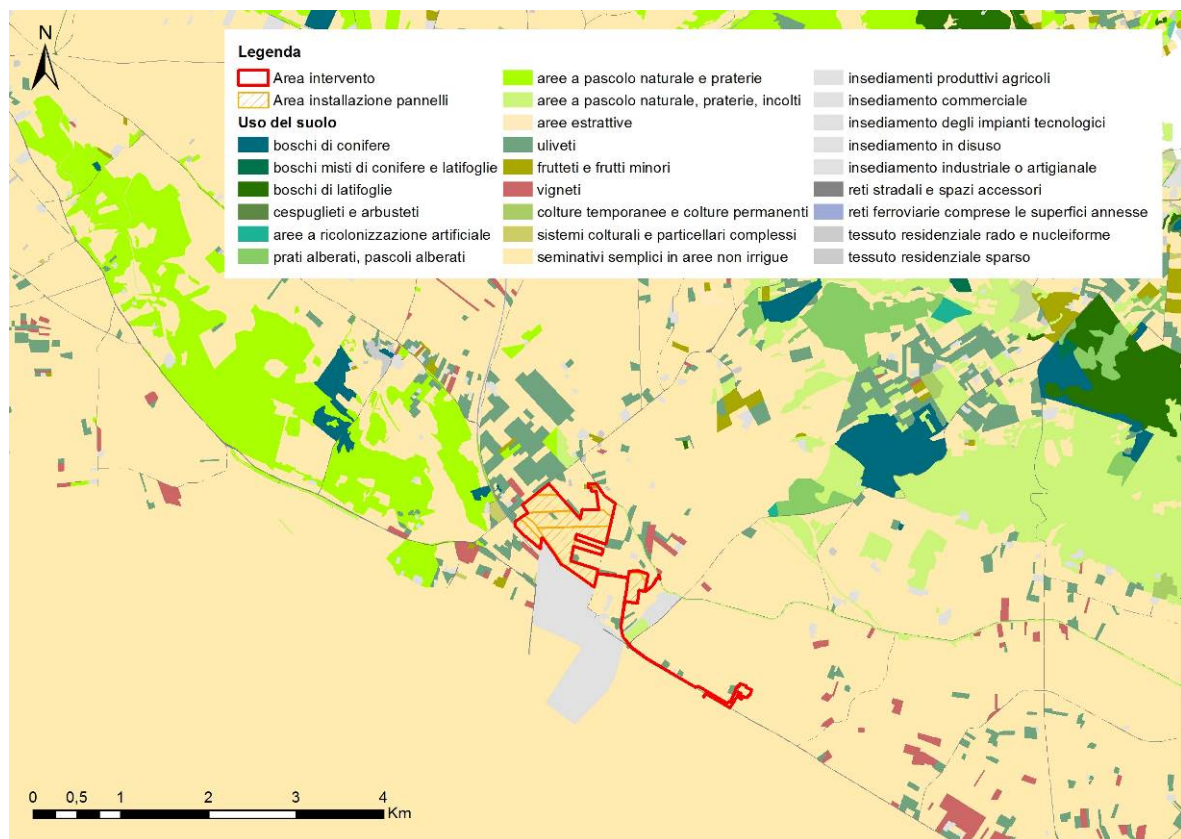 N
Legenda
Area intervento
Area installazione pannelli
Uso del suolo
boschi di conifere
boschi misti di conifere e latifoglie
boschi di latifoglie
cespuglieti e arbusteti
aree a ricolonizzazione artificiale
prati alberati, pascoli alberati
aree a pascolo naturale e praterie
aree a pascolo naturale, praterie, incolti
aree estrattive
uliveti
frutteti e frutti minori
vigneti
colture temporanee e colture permanenti
sistemi colturali e particellari complessi
seminativi semplici in aree non irrigue
insediamenti produttivi agricoli
insediamento commerciale
insediamento degli impianti tecnologici
insediamento in disuso
insediamento industriale o artigianale
reti stradali e spazi accessori
reti ferroviarie comprese le superfici annesse
tessuto residenziale rado e nucleiforme
tessuto residenziale sparso
0 0,5 1 2 3 4
Km